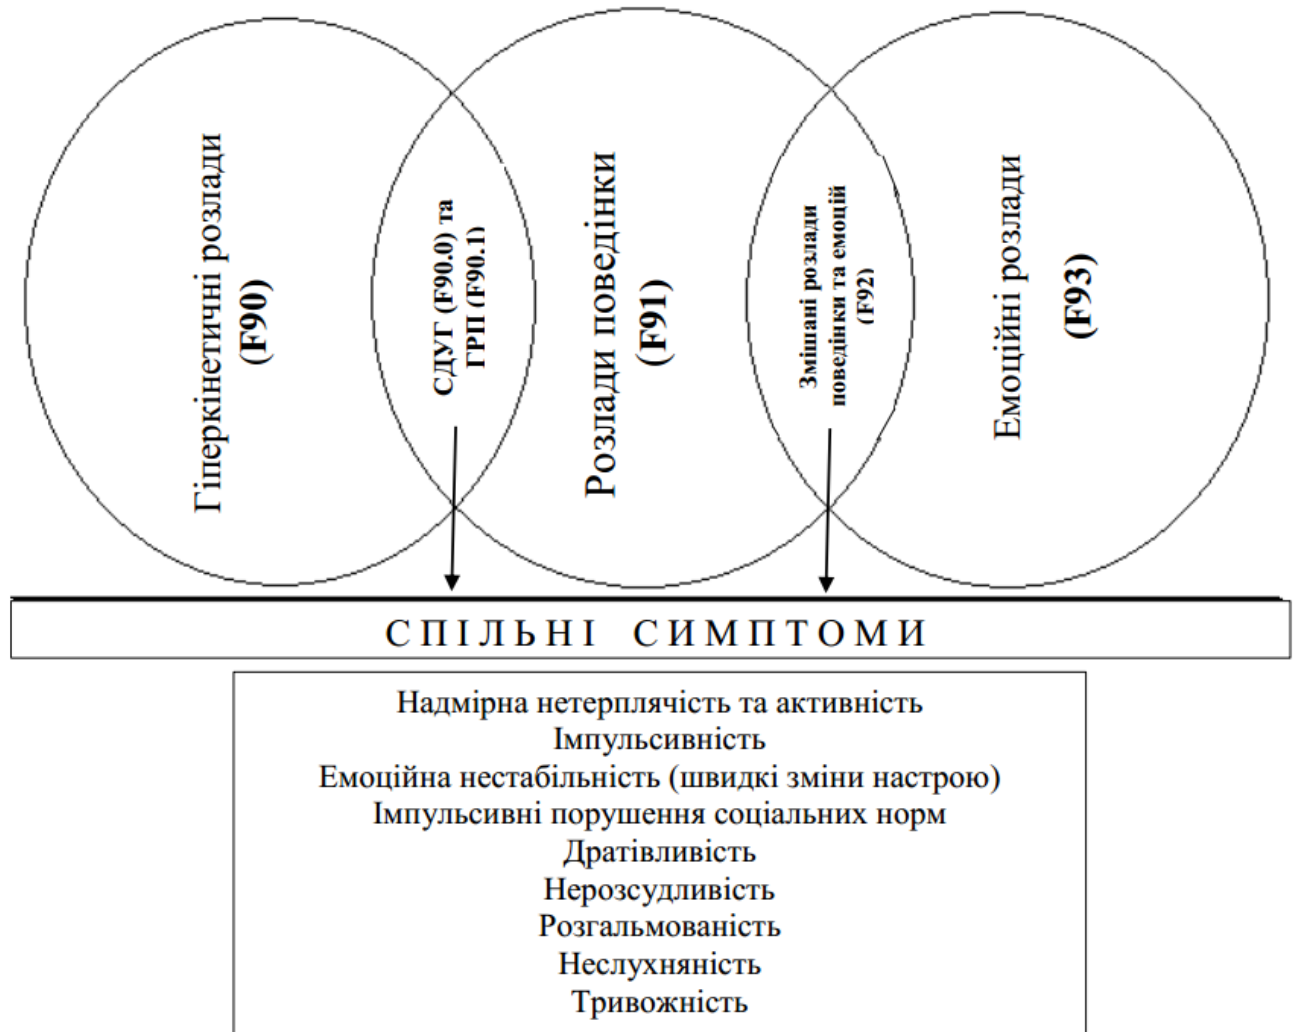 Гіперкінетичні розлади
(F90)
СДУГ (F90.0) та
ГРП (F90.1)
Розлади поведінки
(F91)
Змішані розлади
поведінки та емоцій
(F92)
Емоційні розлади
(F93)
СПІЛЬНІ СИМПТОМИ
Надмірна нетерплячість та активність
Імпульсивність
Емоційна нестабільність (швидкі зміни настрою)
Імпульсивні порушення соціальних норм
Дратівливість
Нерозсудливість
Розгальмованість
Неслухняність
Тривожність